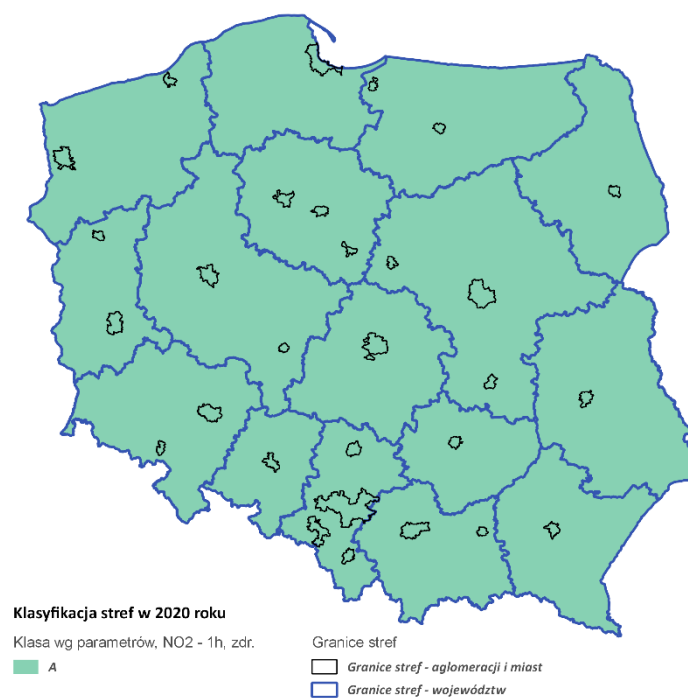 Klasyfikacja stref w 2020 roku
Klasa wg parametrów, NO2 - 1h, zdr.
A
Granice stref
Granice stref - aglomeracji i miast
Granice stref - województw